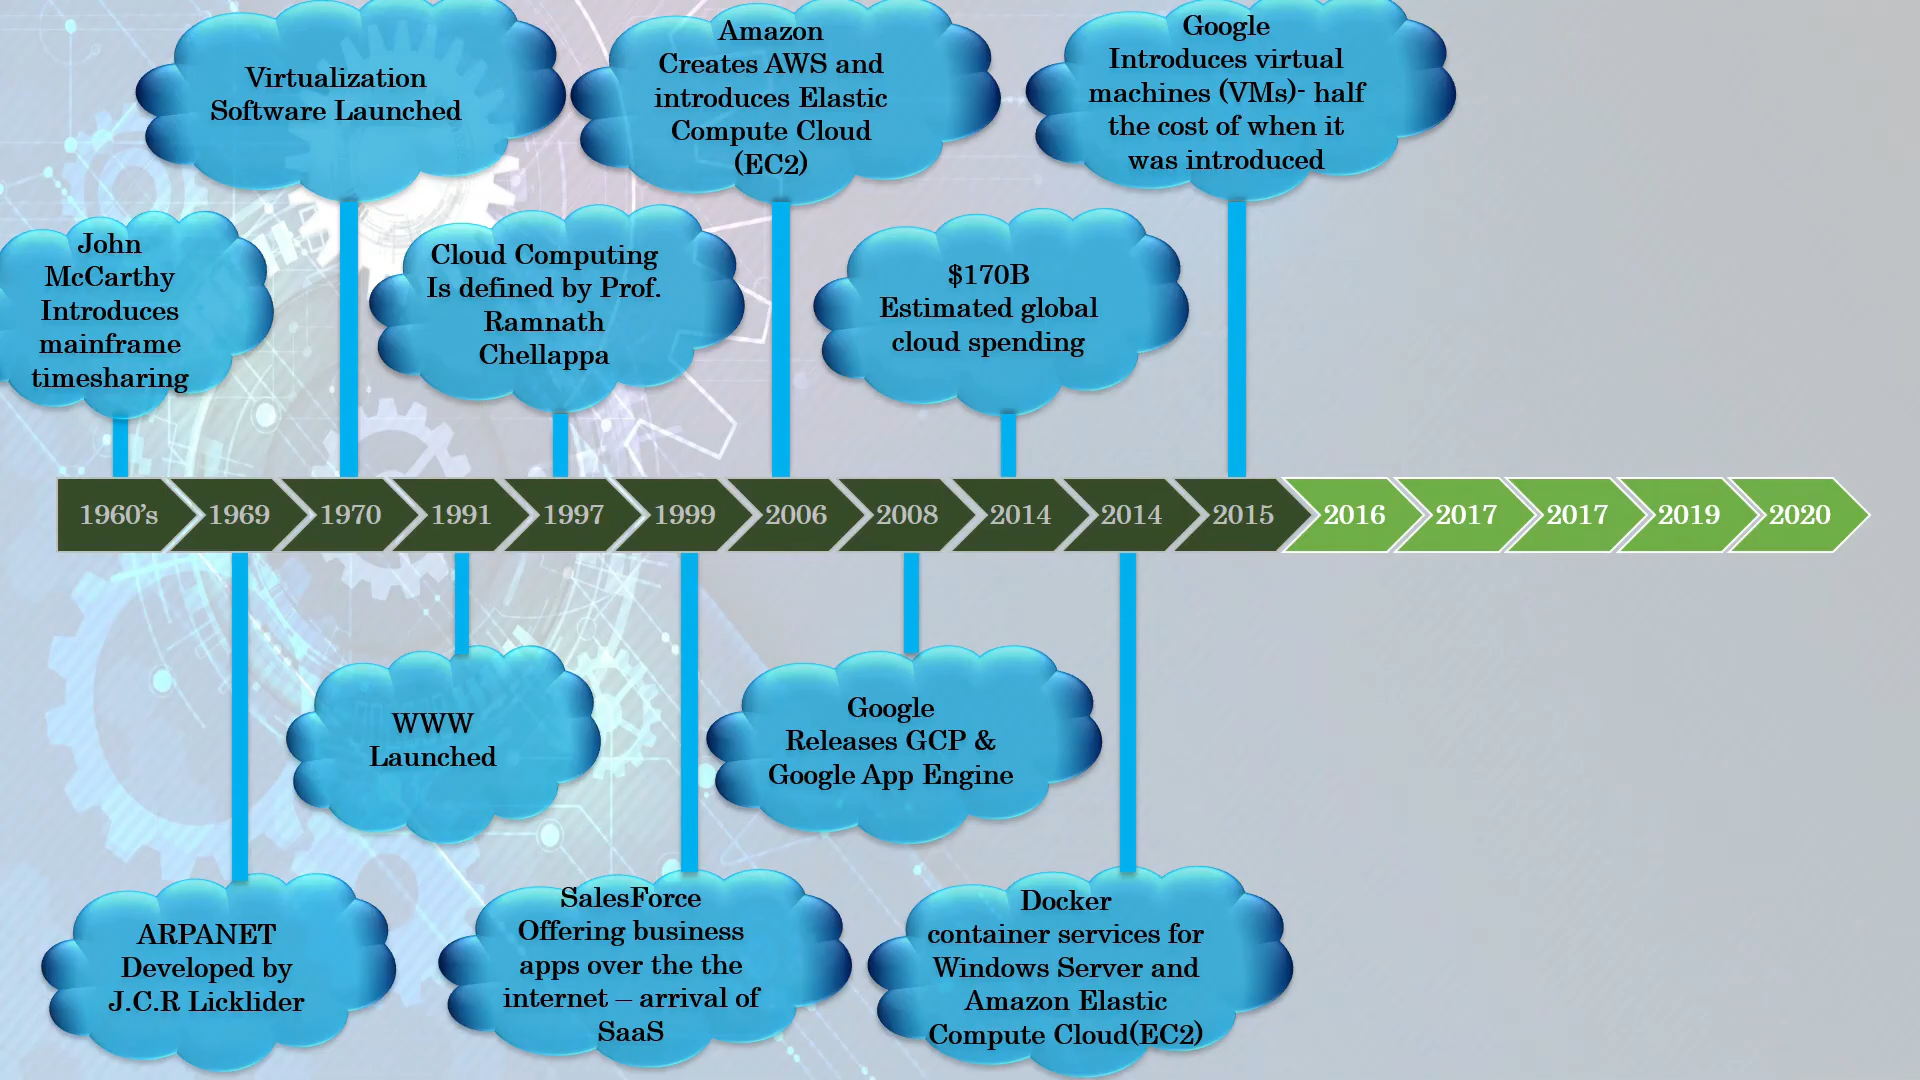 Virtualization
Software Launched
Amazon
Creates AWS and
introduces Elastic
Compute Cloud
(EC2)
Google
Introduces virtual
machines (VMs)- half
the cost of when it
was introduced
John
McCarthy
Introduces
mainframe
timesharing
Cloud Computing
Is defined by Prof.
Ramnath
Chellappa
$170B
Estimated global
cloud spending
1960’s 1969 1970 1991 1997 1999 2006 2008 2014 2014 2015 2016 2017 2017 2019 2020
WWW
Launched
Google
Releases GCP &
Google App Engine
ARPANET
Developed by
J.C.R Licklider
SalesForce
Offering business
apps over the the
internet – arrival of
SaaS
Docker
container services for
Windows Server and
Amazon Elastic
Compute Cloud(EC2)